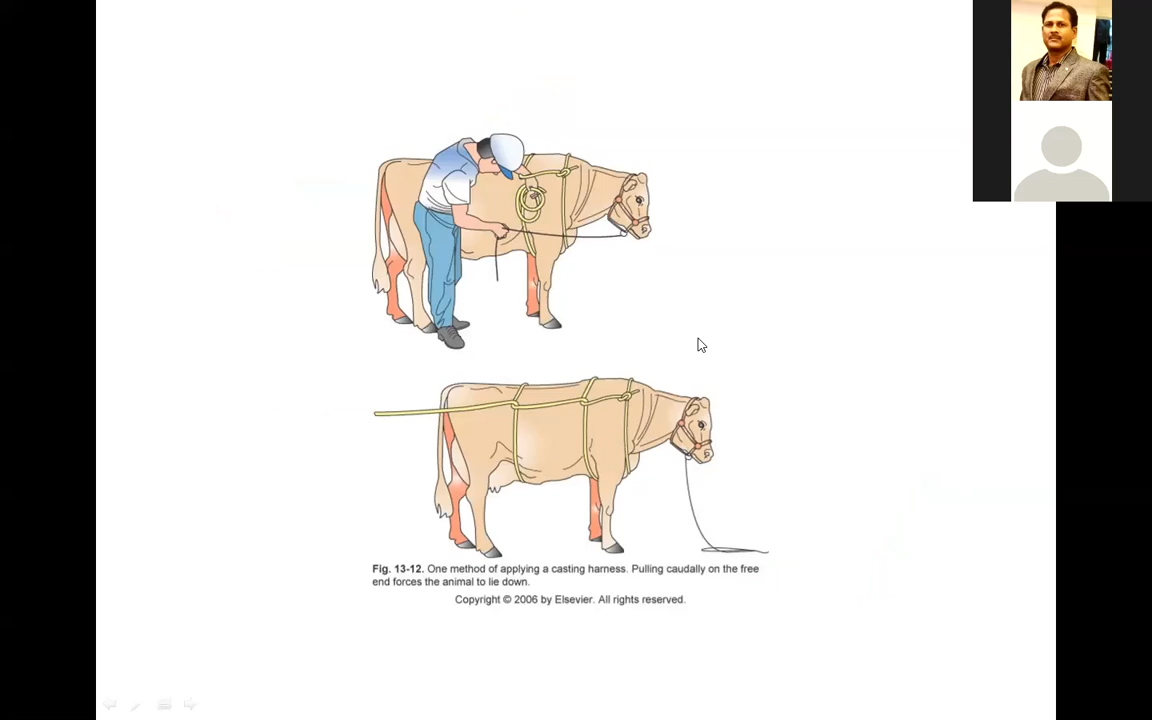 Fig. 13-12. One method of applying a casting harness. Pulling caudally on the free
end forces the animal to lie down.
Copyright © 2006 by Elsevier. All rights reserved.